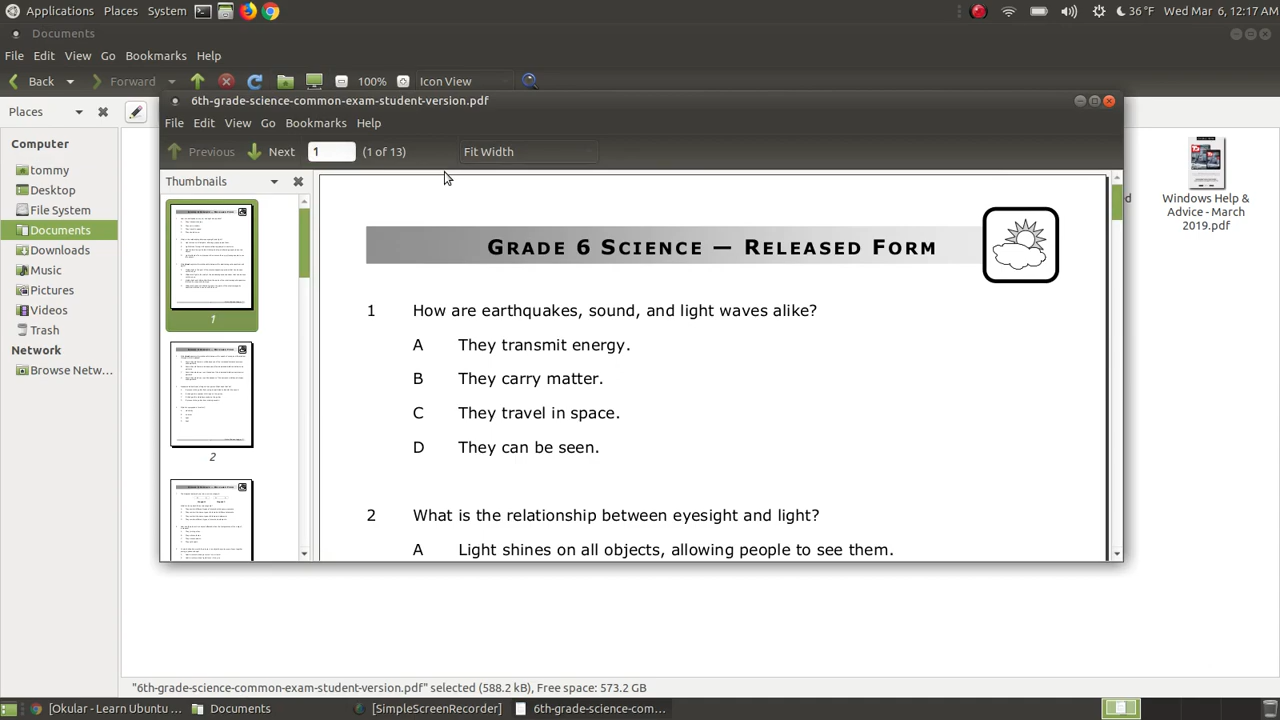 Applications Places System 36°F Wed Mar 6, 12:17 AM
Documents
File Edit View Go Bookmarks Help
Back Forward 100% Icon View
Places
Computer
tommy
Desktop
File System
Documents
Downloads
Music
Pictures
Videos
Trash
Network
Browse Netw...
6th-grade-science-common-exam-student-version.pdf
File Edit View Go Bookmarks Help
Previous Next 1 (1 of 13) Fit Width
Thumbnails
1
2
GRADE 6 SCIENCE — RELEASED FORM
1 How are earthquakes, sound, and light waves alike?
A They transmit energy.
B They carry matter.
C They travel in space.
D They can be seen.
2 What is the relationship between eyesight and light?
A Light shines on all objects, allowing people to see them.
d
Windows Help &
Advice - March
2019.pdf
"6th-grade-science-common-exam-student-version.pdf" selected (588.2 kB), Free space: 573.2 GB
[Okular - Learn Ubuntu ... Documents [SimpleScreenRecorder] 6th-grade-science-com...